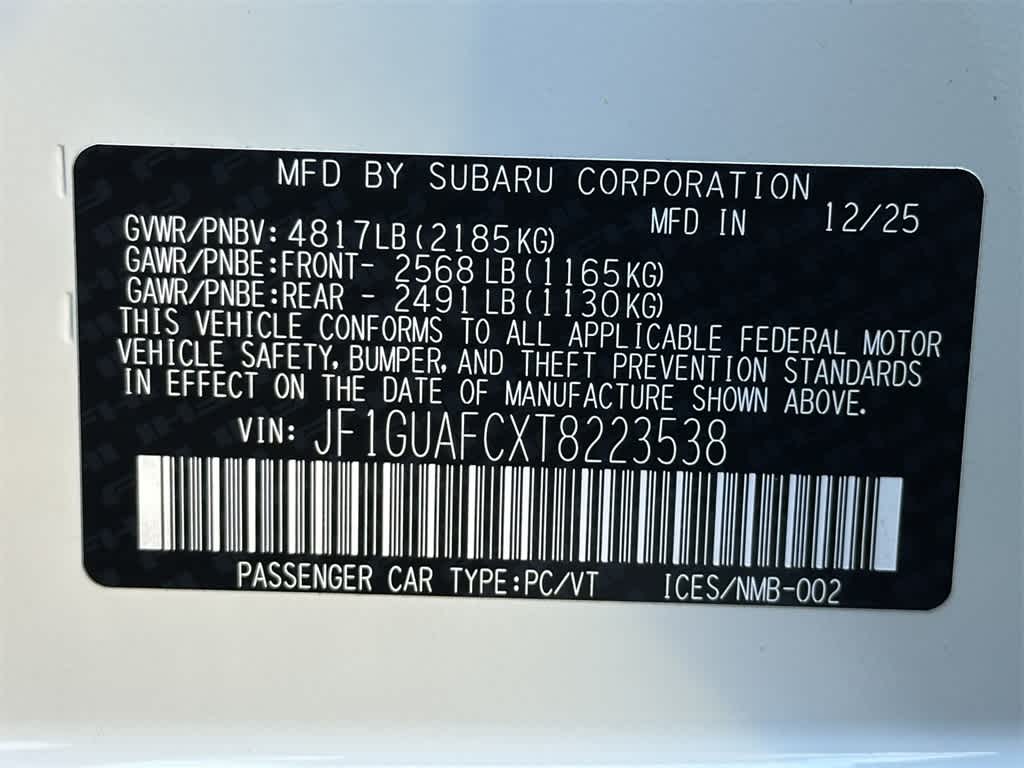 MFD BY SUBARU CORPORATION
MFD IN 12/25
GVWR/PNBV: 4817LB(2185KG)
GAWR/PNBE:FRONT- 2568 LB(1165KG)
GAWR/PNBE:REAR - 2491 LB(1130KG)
THIS VEHICLE CONFORMS TO ALL APPLICABLE FEDERAL MOTOR
VEHICLE SAFETY, BUMPER, AND THEFT PREVENTION STANDARDS
IN EFFECT ON THE DATE OF MANUFACTURE SHOWN ABOVE.
VIN: JF1GUAFCXT8223538
PASSENGER CAR TYPE:PC/VT ICES/NMB-002